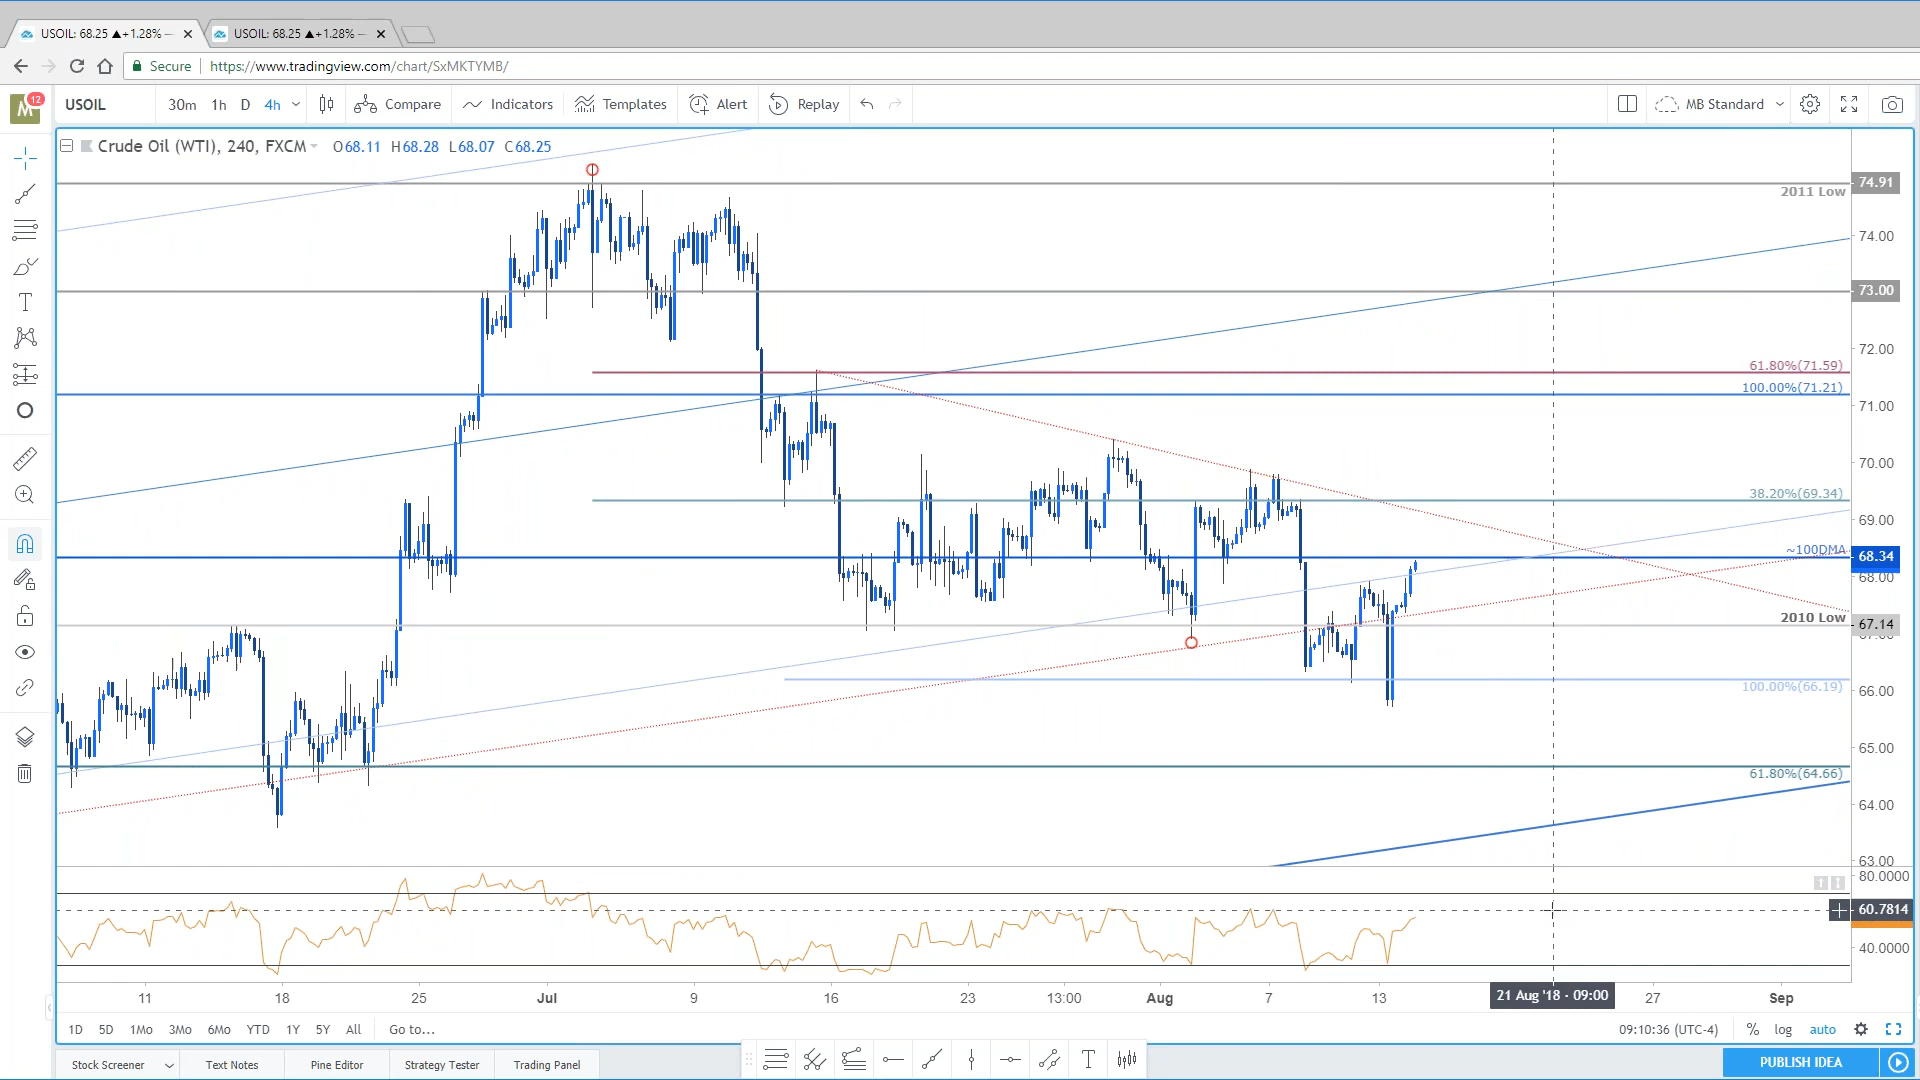 USOIL: 68.25 ▲+1.28% — USOIL: 68.25 ▲+1.28% —
Secure https://www.tradingview.com/chart/SxMKTYMB/
M 12 USOIL 30m 1h D 4h Compare Indicators Templates Alert Replay MB Standard
Crude Oil (WTI), 240, FXCM O68.11 H68.28 L68.07 C68.25
74.91
2011 Low
74.00
73.00
72.00
61.80%(71.59)
100.00%(71.21)
71.00
70.00
38.20%(69.34)
69.00
~100DMA 68.34
68.00
2010 Low 67.14
67.00
100.00%(66.19) 66.00
65.00
61.80%(64.66)
64.00
63.00
80.0000
60.7814
40.0000
11 18 25 Jul 9 16 23 13:00 Aug 7 13 21 Aug '18 - 09:00 27 Sep
1D 5D 1Mo 3Mo 6Mo YTD 1Y 5Y All Go to... 09:10:36 (UTC-4) % log auto
Stock Screener Text Notes Pine Editor Strategy Tester Trading Panel T PUBLISH IDEA